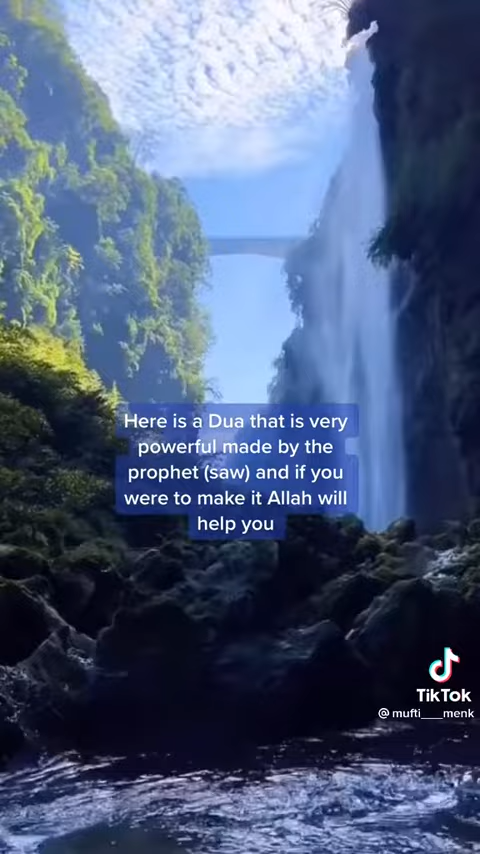 Here is a Dua that is very
powerful made by the
prophet (saw) and if you
were to make it Allah will
help you
TikTok
@mufti___menk